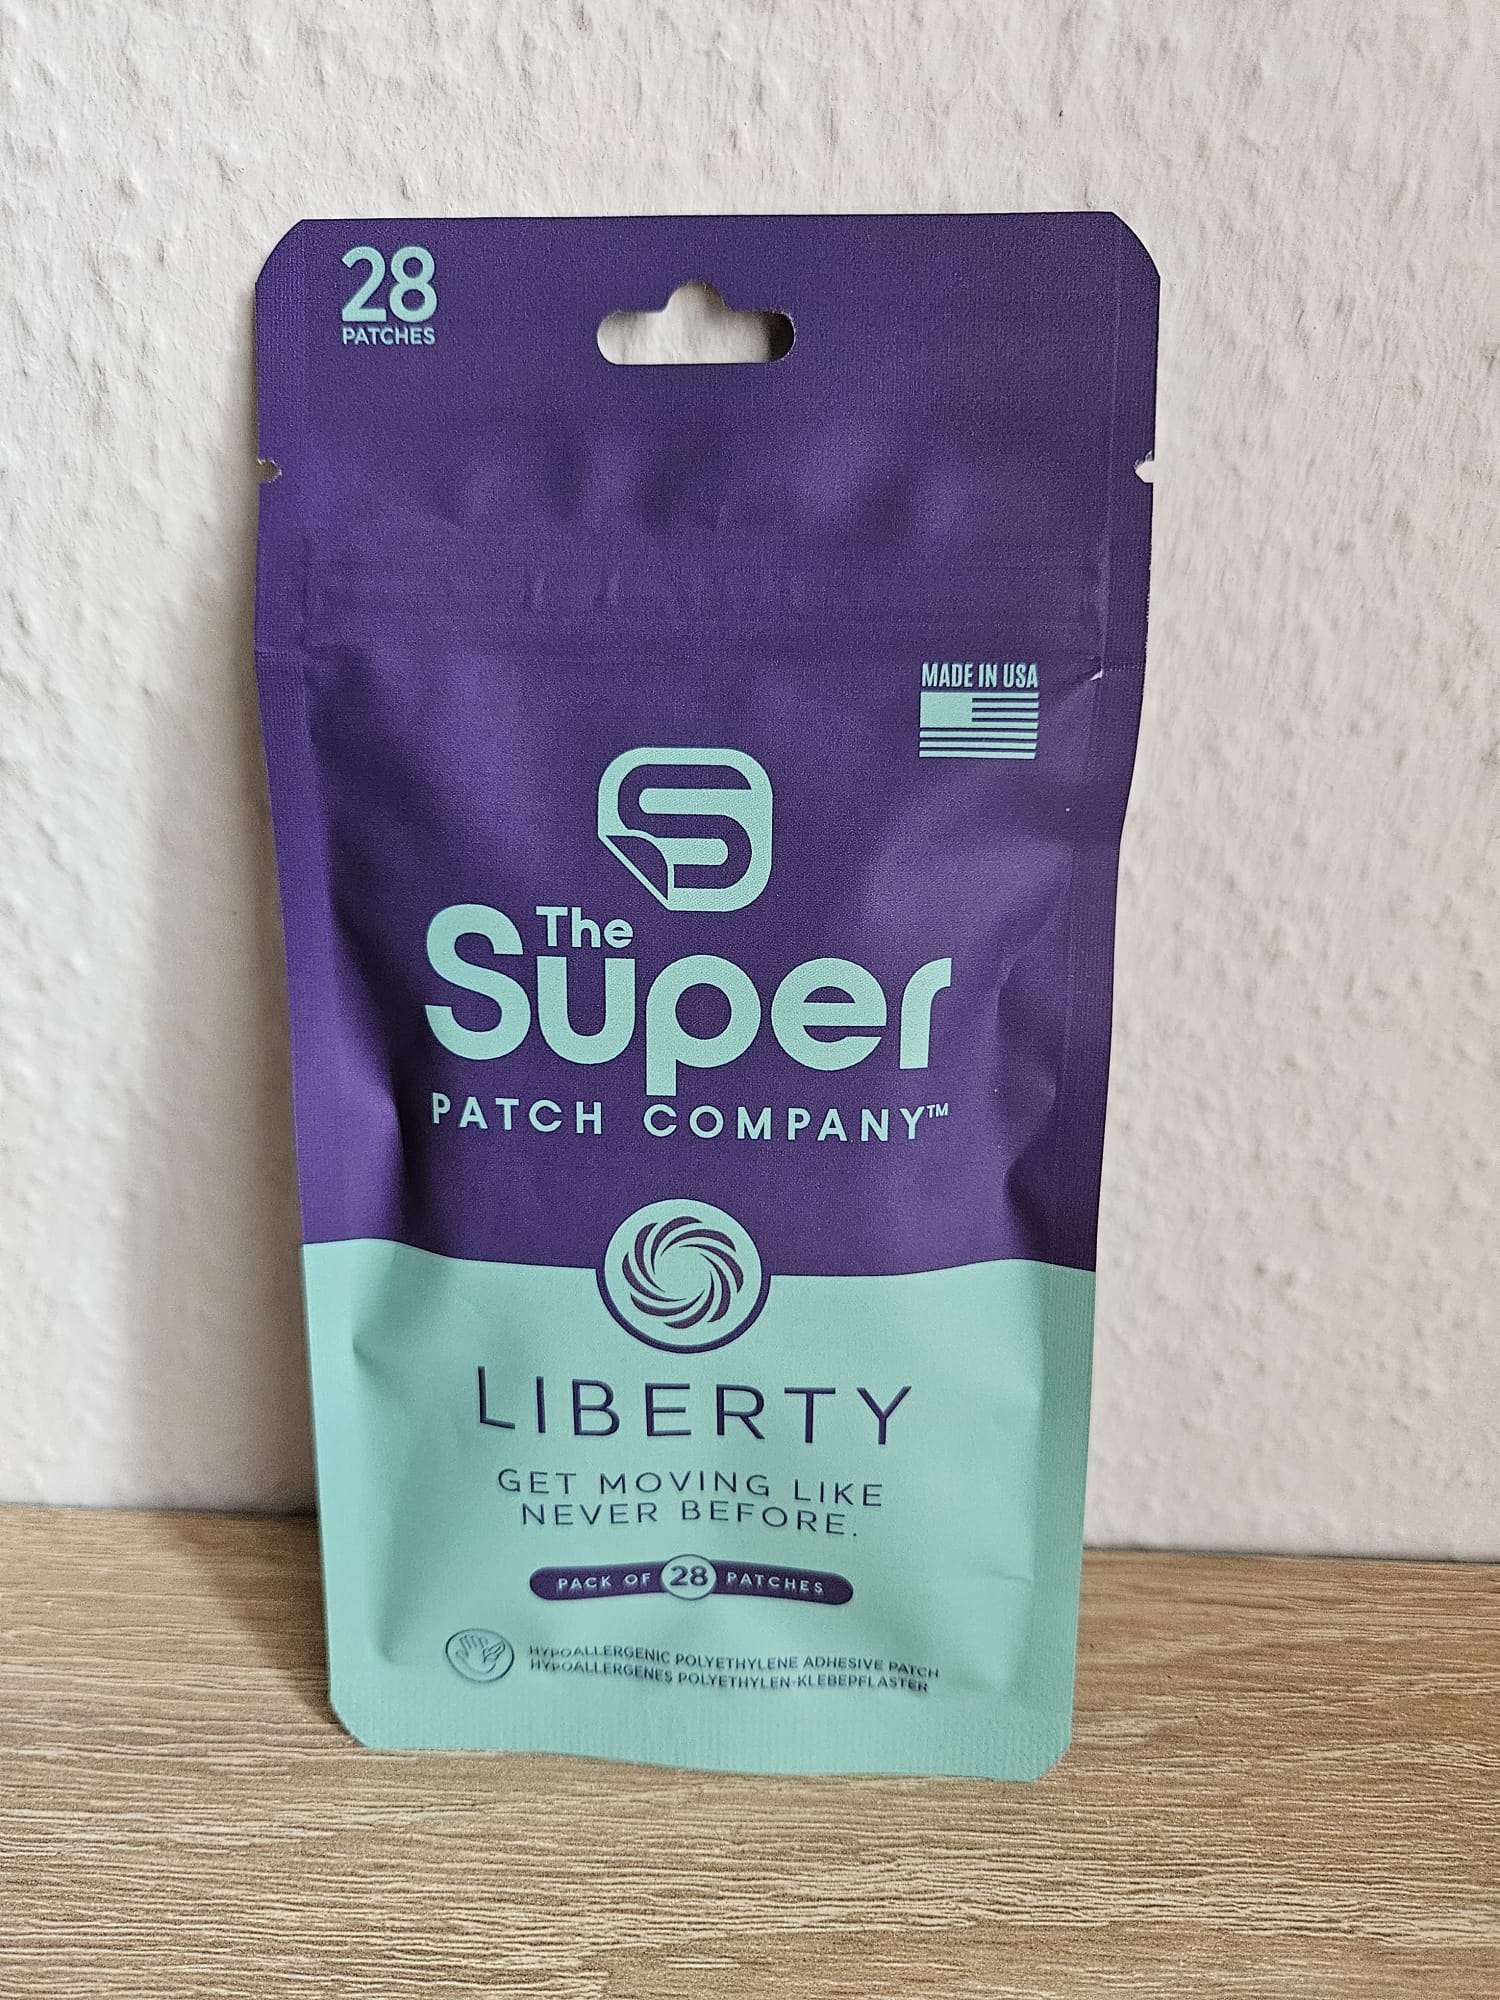 28
PATCHES
MADE IN USA
The
Super
PATCH COMPANY™
LIBERTY
GET MOVING LIKE
NEVER BEFORE.
PACK OF 28 PATCHES
HYPOALLERGENIC POLYETHYLENE ADHESIVE PATCH
HYPOALLERGENES POLYETHYLEN-KLEBEPFLASTER